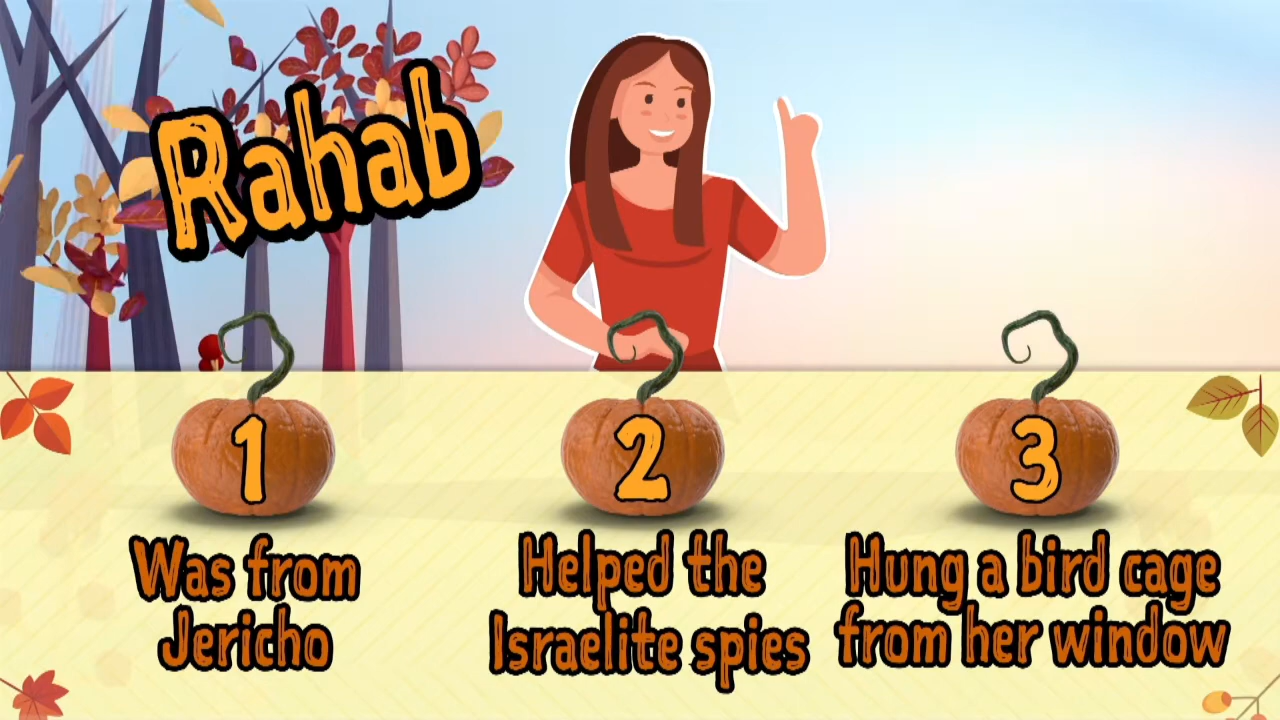 Rahab
1
2
3
Was from
Jericho
Helped the
Israelite spies
Hung a bird cage
from her window